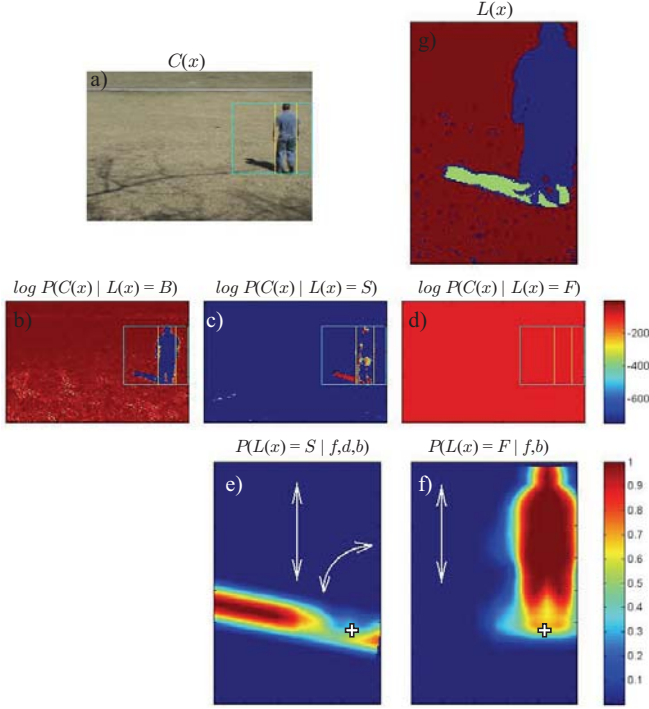 C(x)
a)
L(x)
g)
log P(C(x) | L(x) = B)
log P(C(x) | L(x) = S)
log P(C(x) | L(x) = F)
b)
c)
d)
-200
-400
-600
P(L(x) = S | f,d,b)
P(L(x) = F | f,b)
e)
f)
1
0.9
0.8
0.7
0.6
0.5
0.4
0.3
0.2
0.1